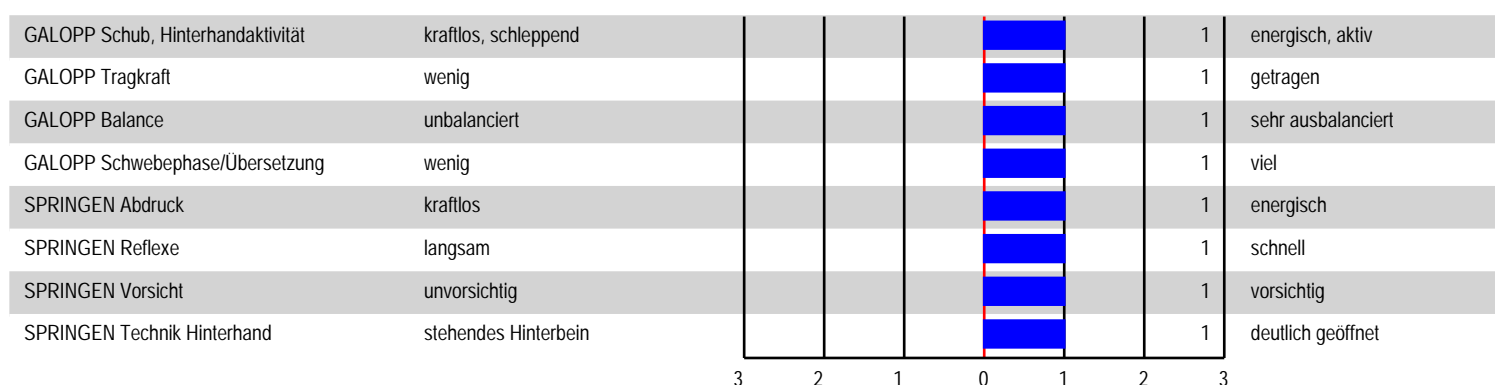 GALOPP Schub, Hinterhandaktivität kraftlos, schleppend 1 energisch, aktiv
GALOPP Tragkraft wenig 1 getragen
GALOPP Balance unbalanciert 1 sehr ausbalanciert
GALOPP Schwebephase/Übersetzung wenig 1 viel
SPRINGEN Abdruck kraftlos 1 energisch
SPRINGEN Reflexe langsam 1 schnell
SPRINGEN Vorsicht unvorsichtig 1 vorsichtig
SPRINGEN Technik Hinterhand stehendes Hinterbein 1 deutlich geöffnet
3 2 1 0 1 2 3